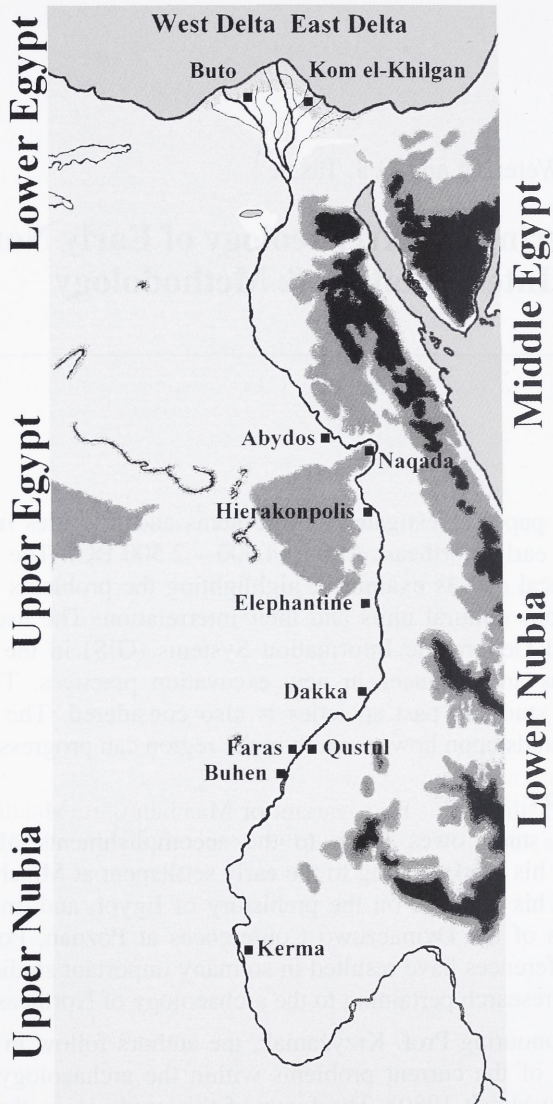 West Delta East Delta
Buto
Kom el-Khilgan
Lower Egypt
Middle Egypt
Abydos
Naqada
Upper Egypt
Hierakonpolis
Elephantine
Dakka
Lower Nubia
Faras
Qustul
Buhen
Upper Nubia
Kerma